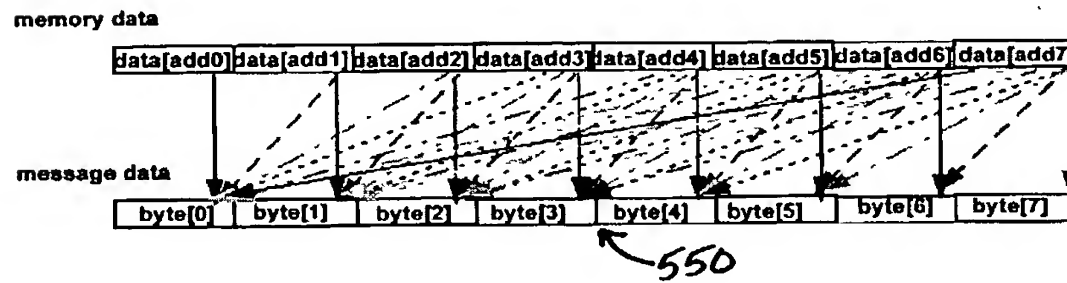 memory data
data[add0] data[add1] data[add2] data[add3] data[add4] data[add5] data[add6] data[add7
message data
byte[0] byte[1] byte[2] byte[3] byte[4] byte[5] byte[6] byte[7]
550